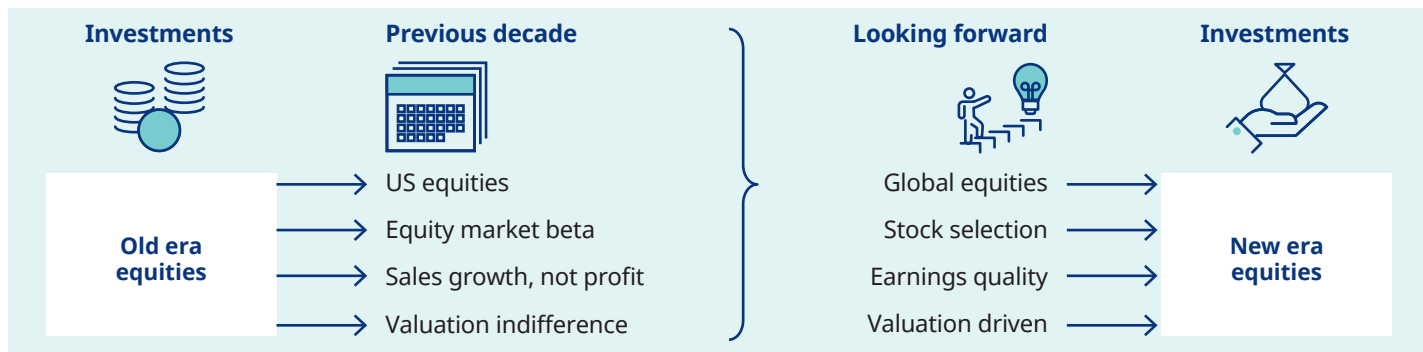 Investments
Previous decade
Looking forward
Investments
Old era
equities
US equities
Equity market beta
Sales growth, not profit
Valuation indifference
Global equities
Stock selection
Earnings quality
Valuation driven
New era
equities